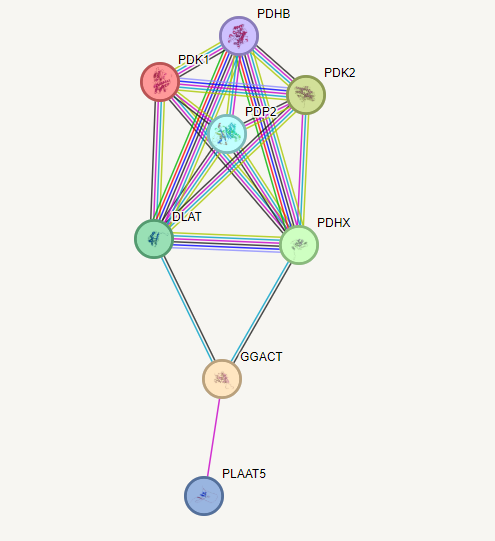 PDHB
PDK1
PDK2
PDP2
DLAT
PDHX
GGACT
PLAAT5